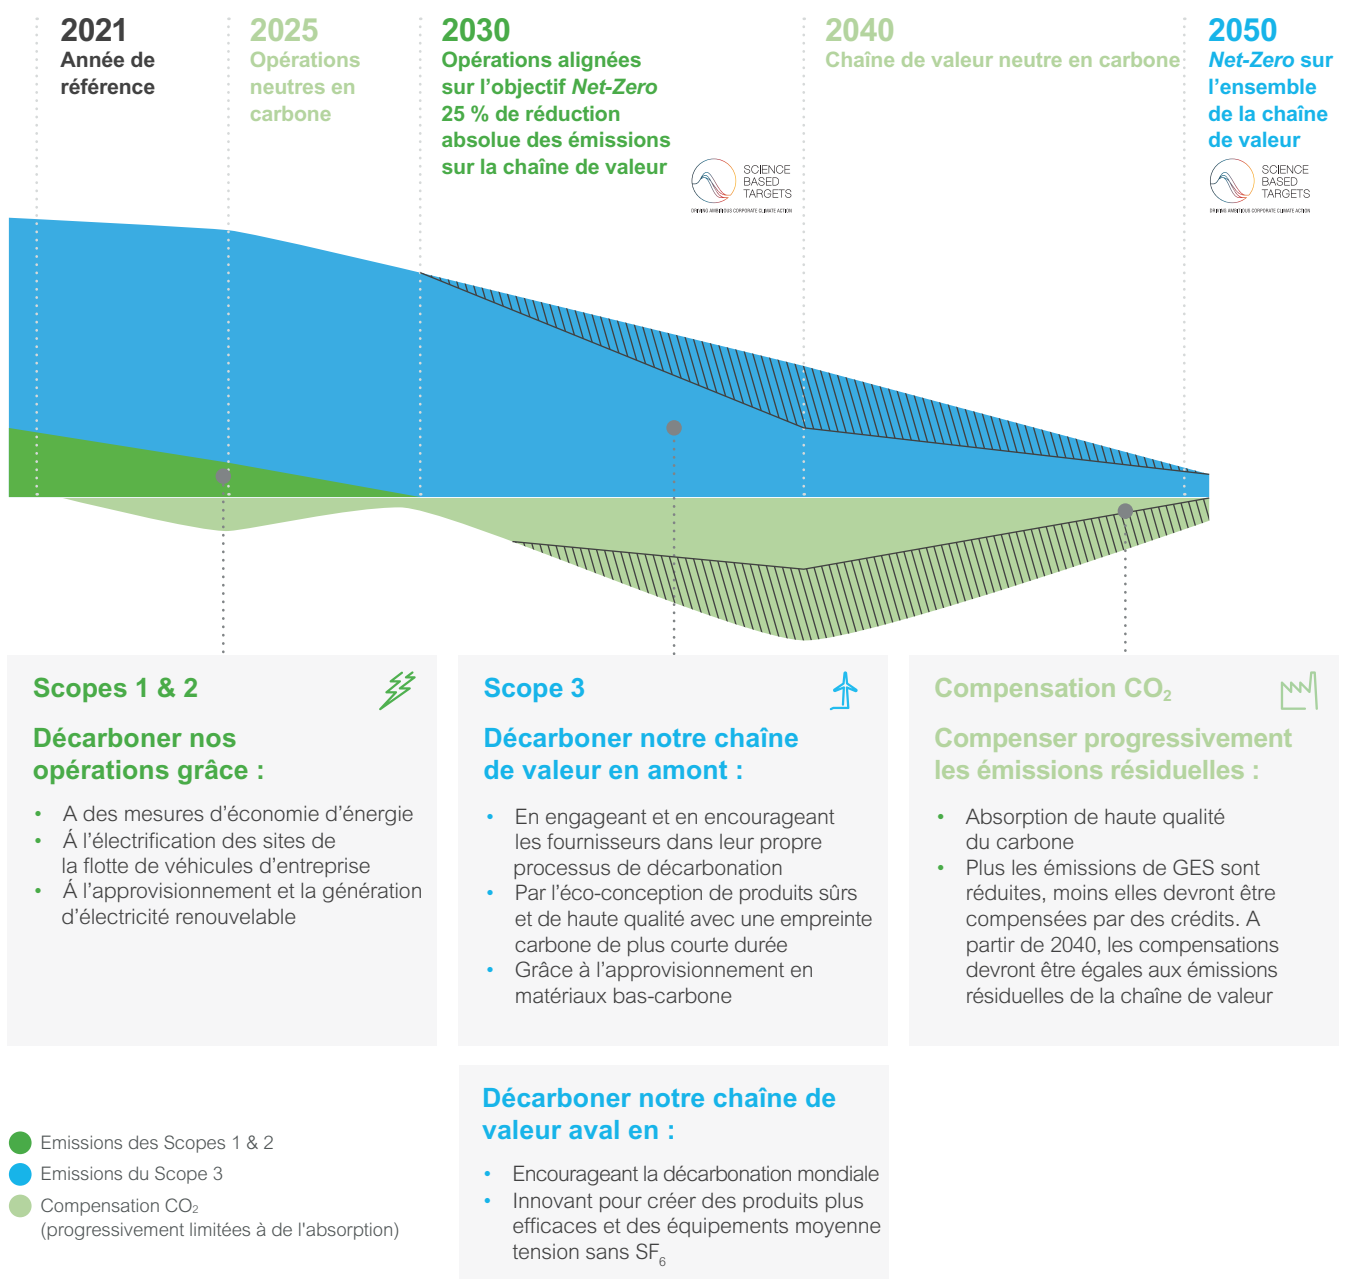 2021
Année de
référence
2025
Opérations
neutres en
carbone
2030
Opérations alignées
sur l'objectif Net-Zero
25 % de réduction
absolue des émissions
sur la chaîne de valeur
SCIENCE
BASED
TARGETS
DRIVING AMBITIOUS CORPORATE CLIMATE ACTION
2040
Chaîne de valeur neutre en carbone
2050
Net-Zero sur
l'ensemble
de la chaîne
de valeur
SCIENCE
BASED
TARGETS
DRIVING AMBITIOUS CORPORATE CLIMATE ACTION
Scopes 1 & 2
Décarboner nos
opérations grâce :
• A des mesures d'économie d'énergie
• Á l'électrification des sites de
la flotte de véhicules d'entreprise
• Á l'approvisionnement et la génération
d'électricité renouvelable
Scope 3
Décarboner notre chaîne
de valeur en amont :
• En engageant et en encourageant
les fournisseurs dans leur propre
processus de décarbonation
• Par l'éco-conception de produits sûrs
et de haute qualité avec une empreinte
carbone de plus courte durée
• Grâce à l'approvisionnement en
matériaux bas-carbone
Compensation CO₂
Compenser progressivement
les émissions résiduelles :
• Absorption de haute qualité
du carbone
• Plus les émissions de GES sont
réduites, moins elles devront être
compensées par des crédits. A
partir de 2040, les compensations
devront être égales aux émissions
résiduelles de la chaîne de valeur
Décarboner notre chaîne de
valeur aval en :
• Encourageant la décarbonation mondiale
• Innovant pour créer des produits plus
efficaces et des équipements moyenne
tension sans SF₆
Emissions des Scopes 1 & 2
Emissions du Scope 3
Compensation CO₂
(progressivement limitées à de l'absorption)